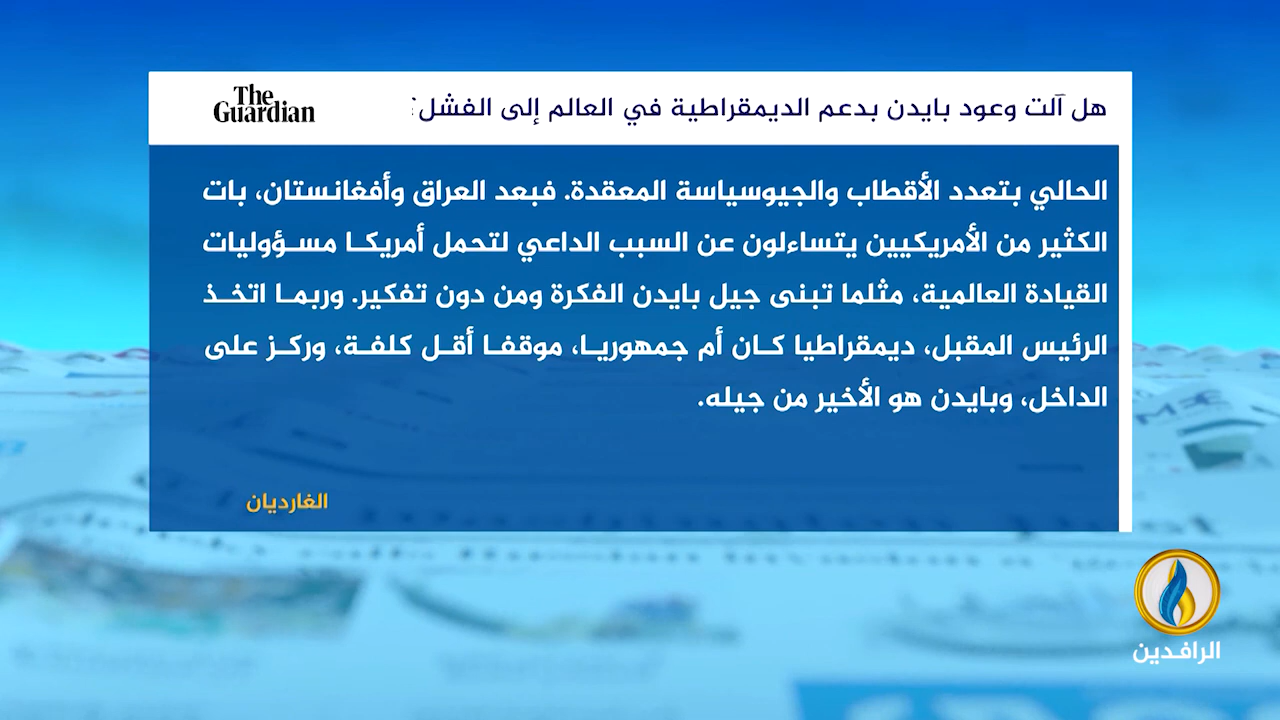 The
Guardian
هل آلت وعود بايدن بدعم الديمقراطية في العالم إلى الفشل؟
الحالي بتعدد الأقطاب والجيوسياسة المعقدة. فبعد العراق وأفغانستان، بات
الكثير من الأمريكيين يتساءلون عن السبب الداعي لتحمل أمريكا مسؤوليات
القيادة العالمية، مثلما تبنى جيل بايدن الفكرة ومن دون تفكير. وربما اتخذ
الرئيس المقبل، ديمقراطيا كان أم جمهوريا، موقفا أقل كلفة، وركز على
الداخل، وبايدن هو الأخير من جيله.
الغارديان
الرافدين